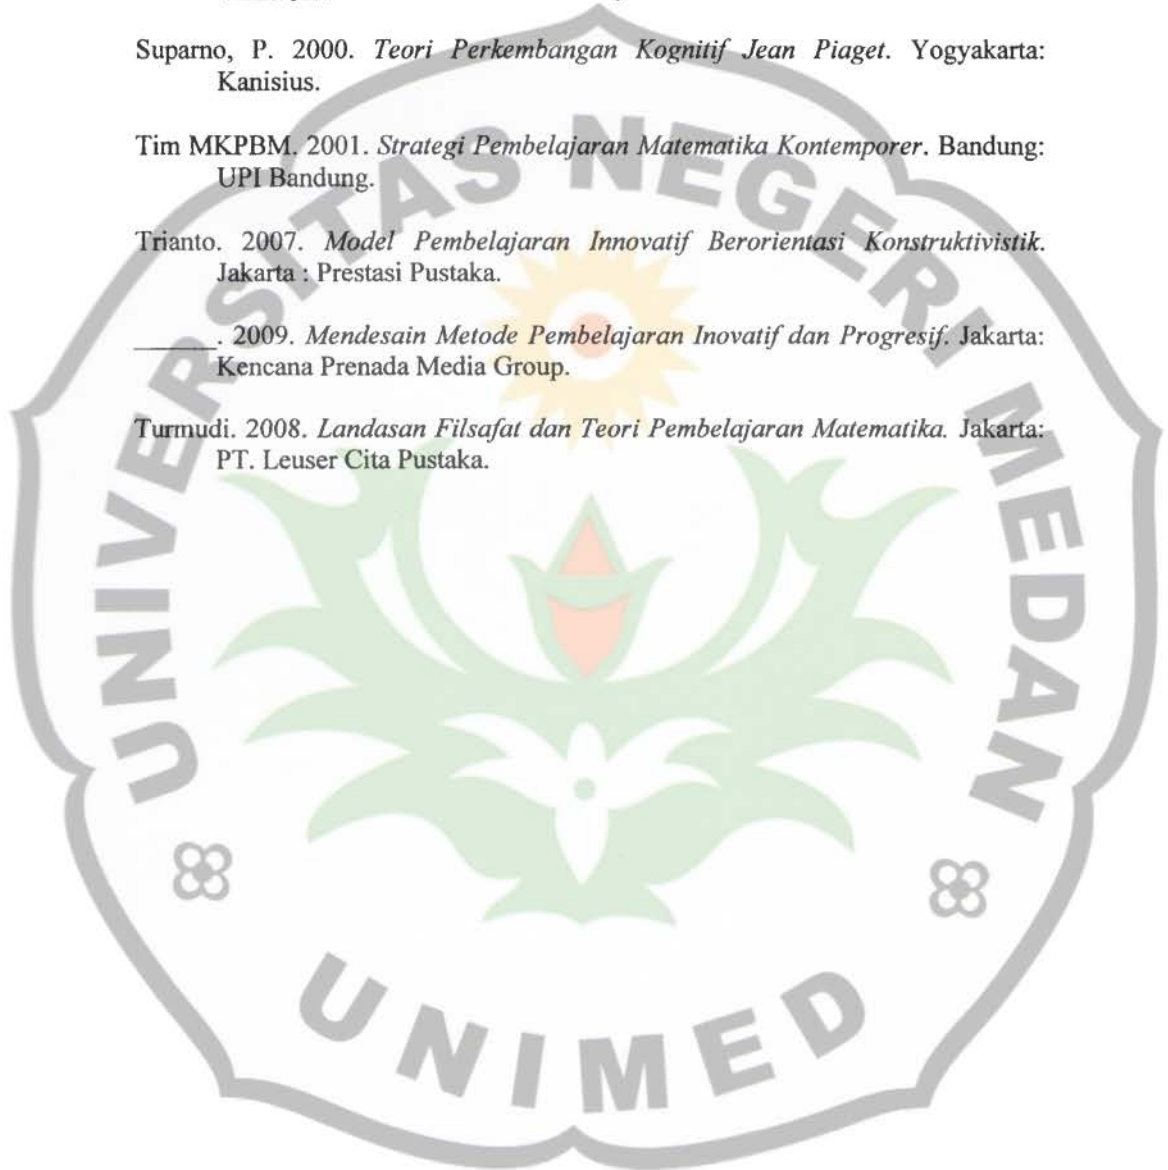 Suparno, P. 2000. Teori Perkembangan Kognitif Jean Piaget. Yogyakarta:
Kanisius.
Tim MKPBM. 2001. Strategi Pembelajaran Matematika Kontemporer. Bandung:
UPI Bandung.
Trianto. 2007. Model Pembelajaran Innovatif Berorientasi Konstruktivistik.
Jakarta : Prestasi Pustaka.
______. 2009. Mendesain Metode Pembelajaran Inovatif dan Progresif. Jakarta:
Kencana Prenada Media Group.
Turmudi. 2008. Landasan Filsafat dan Teori Pembelajaran Matematika. Jakarta:
PT. Leuser Cita Pustaka.
UNIVERSITAS NEGERI MEDAN
UNIMED